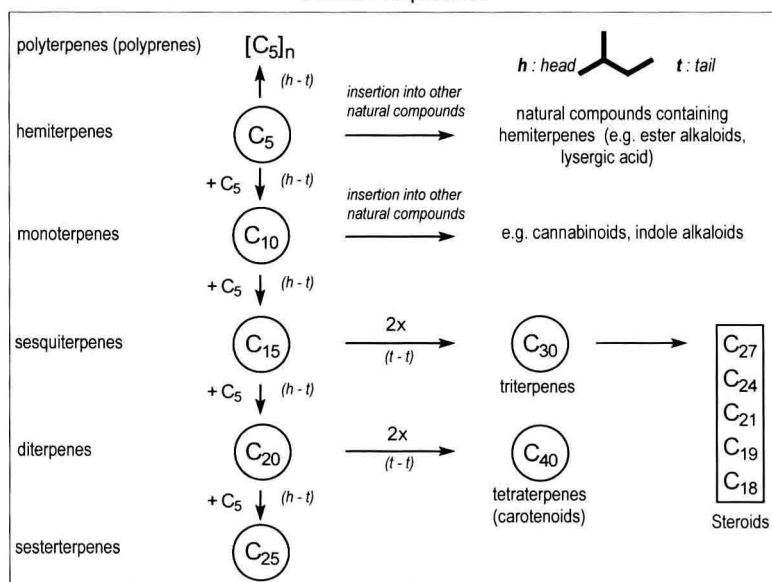 polyterpenes (polyprenes) [C5]n
(h - t)
h : head t : tail
hemiterpenes C5
insertion into other
natural compounds
natural compounds containing
hemiterpenes (e.g. ester alkaloids,
lysergic acid)
+ C5 (h - t)
monoterpenes C10
insertion into other
natural compounds
e.g. cannabinoids, indole alkaloids
+ C5 (h - t)
sesquiterpenes C15
2x
(t - t)
C30
triterpenes
+ C5 (h - t)
diterpenes C20
2x
(t - t)
C40
tetraterpenes
(carotenoids)
+ C5 (h - t)
sesterterpenes C25
C27
C24
C21
C19
C18
Steroids